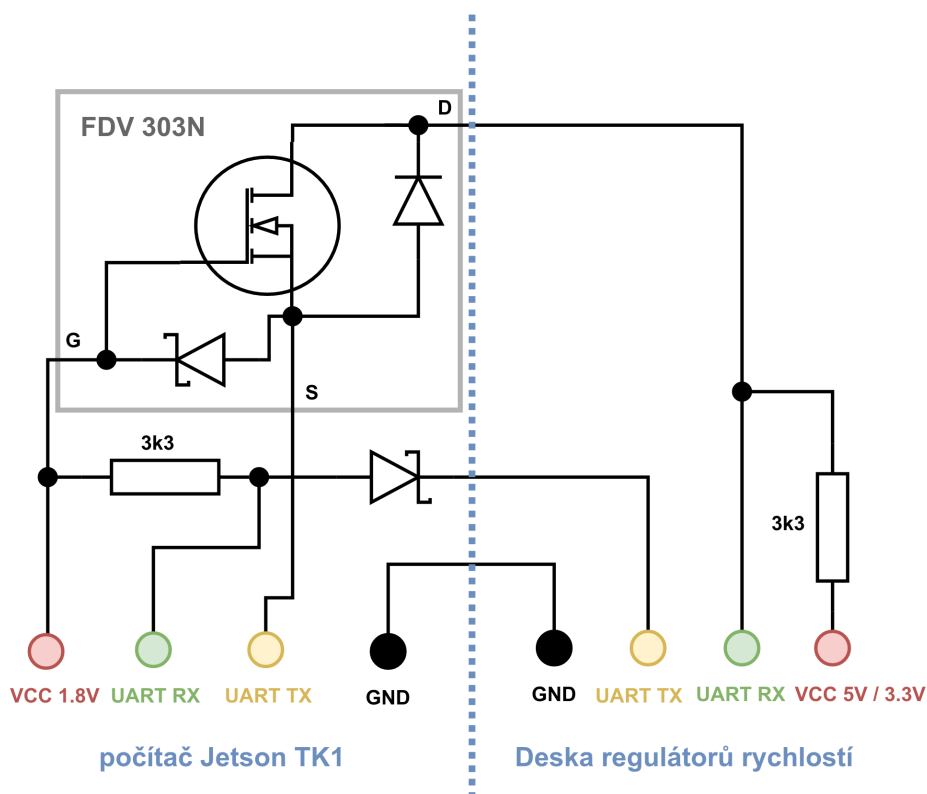 D
FDV 303N
G
S
3k3
3k3
VCC 1.8V
UART RX
UART TX
GND
GND
UART TX
UART RX
VCC 5V / 3.3V
počítač Jetson TK1
Deska regulátorů rychlostí